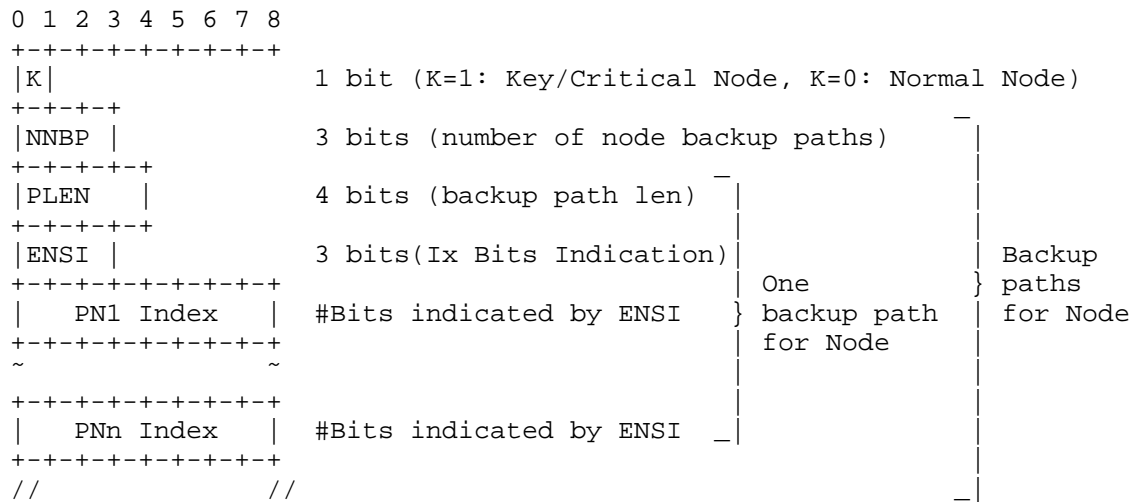 0 1 2 3 4 5 6 7 8
+-+-+-+-+-+-+-+-+
|K|                 1 bit (K=1: Key/Critical Node, K=0: Normal Node)
+-+-+-+                                                  _
|NNBP |             3 bits (number of node backup paths)  |
+-+-+-+-+                                  _              |
|PLEN   |           4 bits (backup path len) |            |
+-+-+-+-+                                    |            |
|ENSI |             3 bits(Ix Bits Indication)|           | Backup
+-+-+-+-+-+-+-+-+                            | One        } paths
|   PN1 Index   |  #Bits indicated by ENSI   } backup path | for Node
+-+-+-+-+-+-+-+-+                            | for Node   |
~               ~                            |            |
+-+-+-+-+-+-+-+-+                            |            |
|   PNn Index   |  #Bits indicated by ENSI  _|            |
+-+-+-+-+-+-+-+-+                                         |
//              //                                       _|